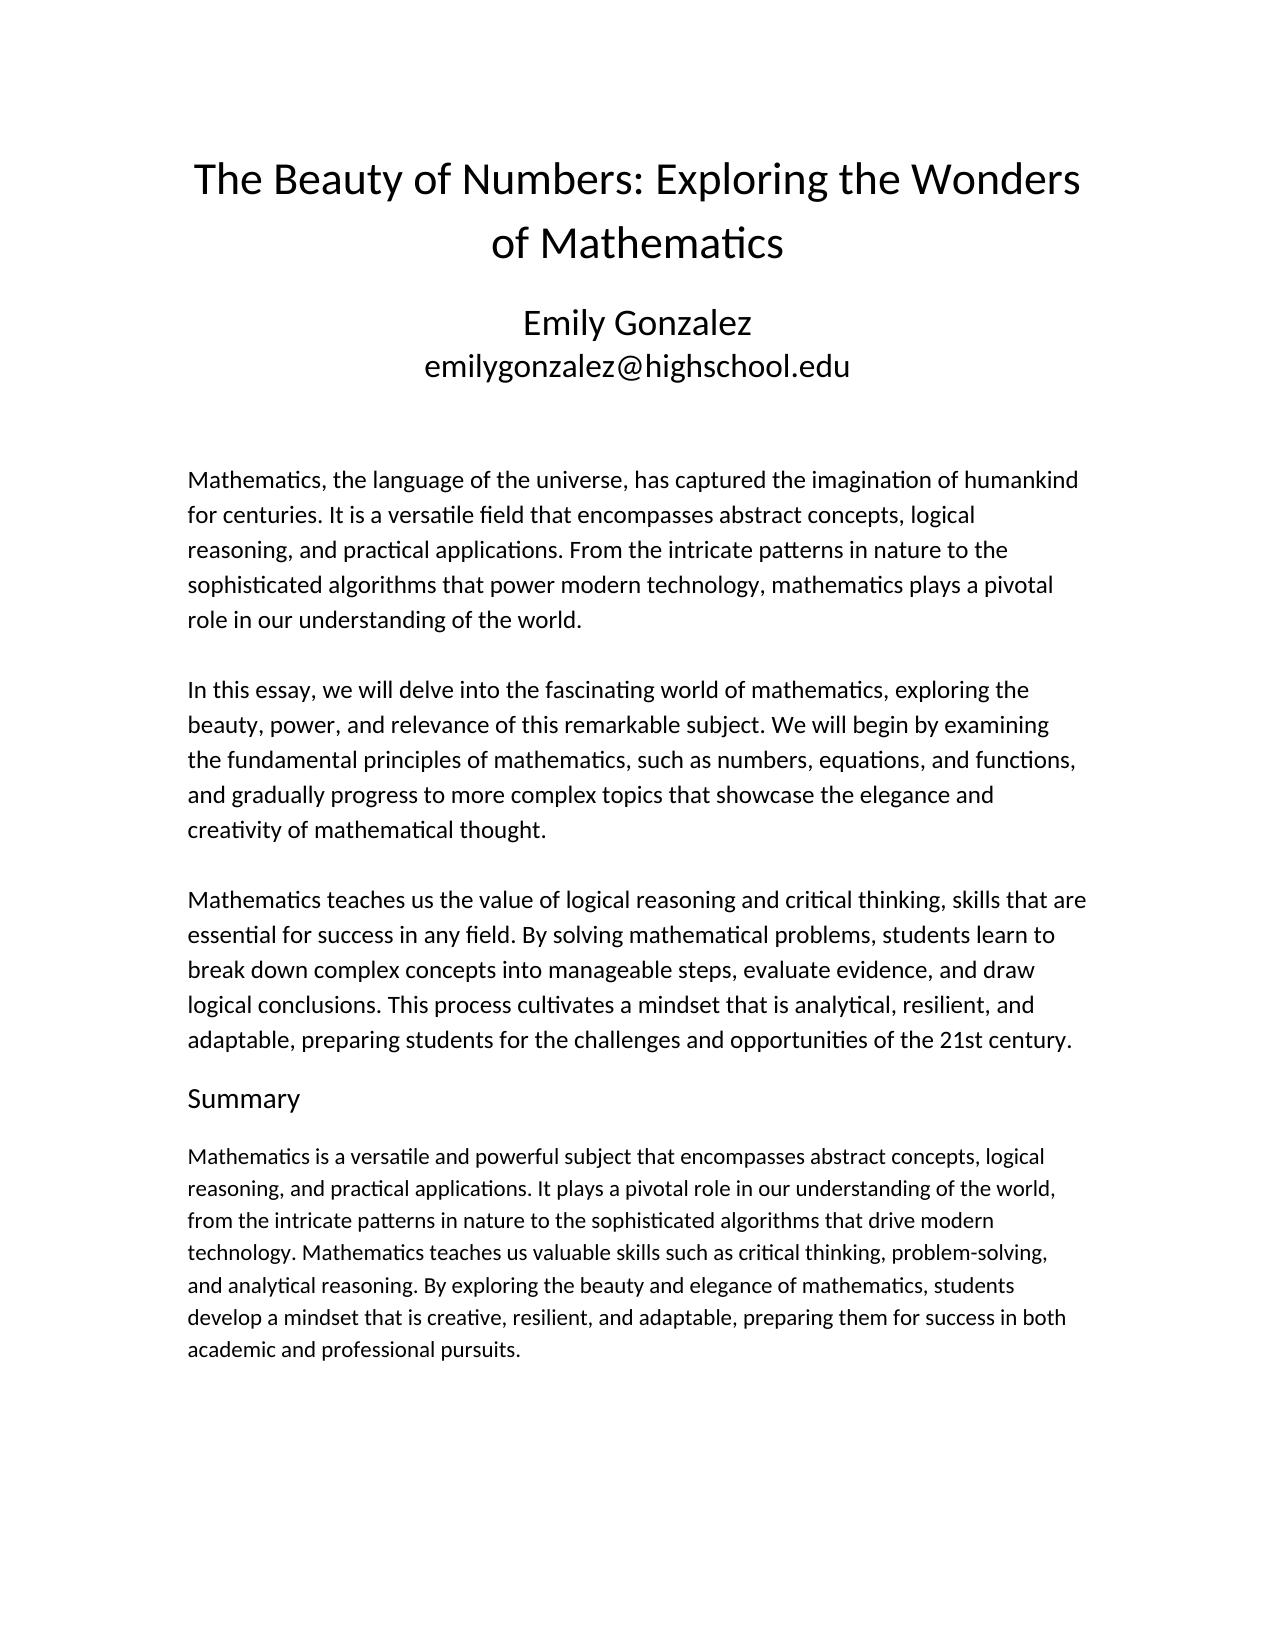 The Beauty of Numbers: Exploring the Wonders
of Mathematics
Emily Gonzalez
emilygonzalez@highschool.edu
Mathematics, the language of the universe, has captured the imagination of humankind
for centuries. It is a versatile field that encompasses abstract concepts, logical
reasoning, and practical applications. From the intricate patterns in nature to the
sophisticated algorithms that power modern technology, mathematics plays a pivotal
role in our understanding of the world.
In this essay, we will delve into the fascinating world of mathematics, exploring the
beauty, power, and relevance of this remarkable subject. We will begin by examining
the fundamental principles of mathematics, such as numbers, equations, and functions,
and gradually progress to more complex topics that showcase the elegance and
creativity of mathematical thought.
Mathematics teaches us the value of logical reasoning and critical thinking, skills that are
essential for success in any field. By solving mathematical problems, students learn to
break down complex concepts into manageable steps, evaluate evidence, and draw
logical conclusions. This process cultivates a mindset that is analytical, resilient, and
adaptable, preparing students for the challenges and opportunities of the 21st century.
Summary
Mathematics is a versatile and powerful subject that encompasses abstract concepts, logical
reasoning, and practical applications. It plays a pivotal role in our understanding of the world,
from the intricate patterns in nature to the sophisticated algorithms that drive modern
technology. Mathematics teaches us valuable skills such as critical thinking, problem-solving,
and analytical reasoning. By exploring the beauty and elegance of mathematics, students
develop a mindset that is creative, resilient, and adaptable, preparing them for success in both
academic and professional pursuits.